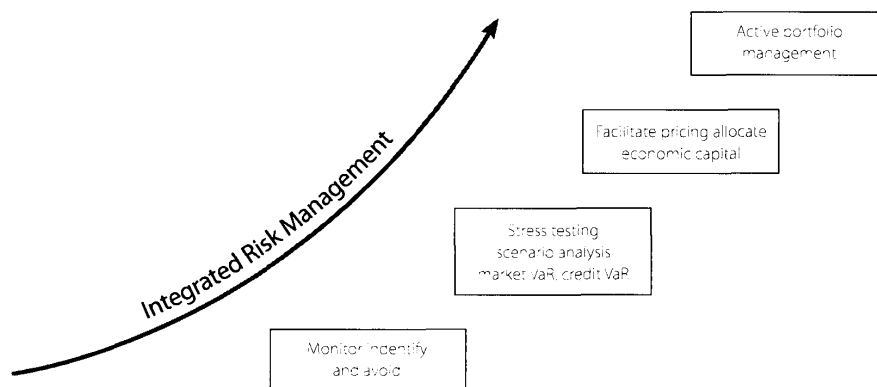 Active portfolio
management
Facilitate pricing allocate
economic capital
Integrated Risk Management
Stress testing
scenario analysis
market VaR, credit VaR
Monitor indentify
and avoid